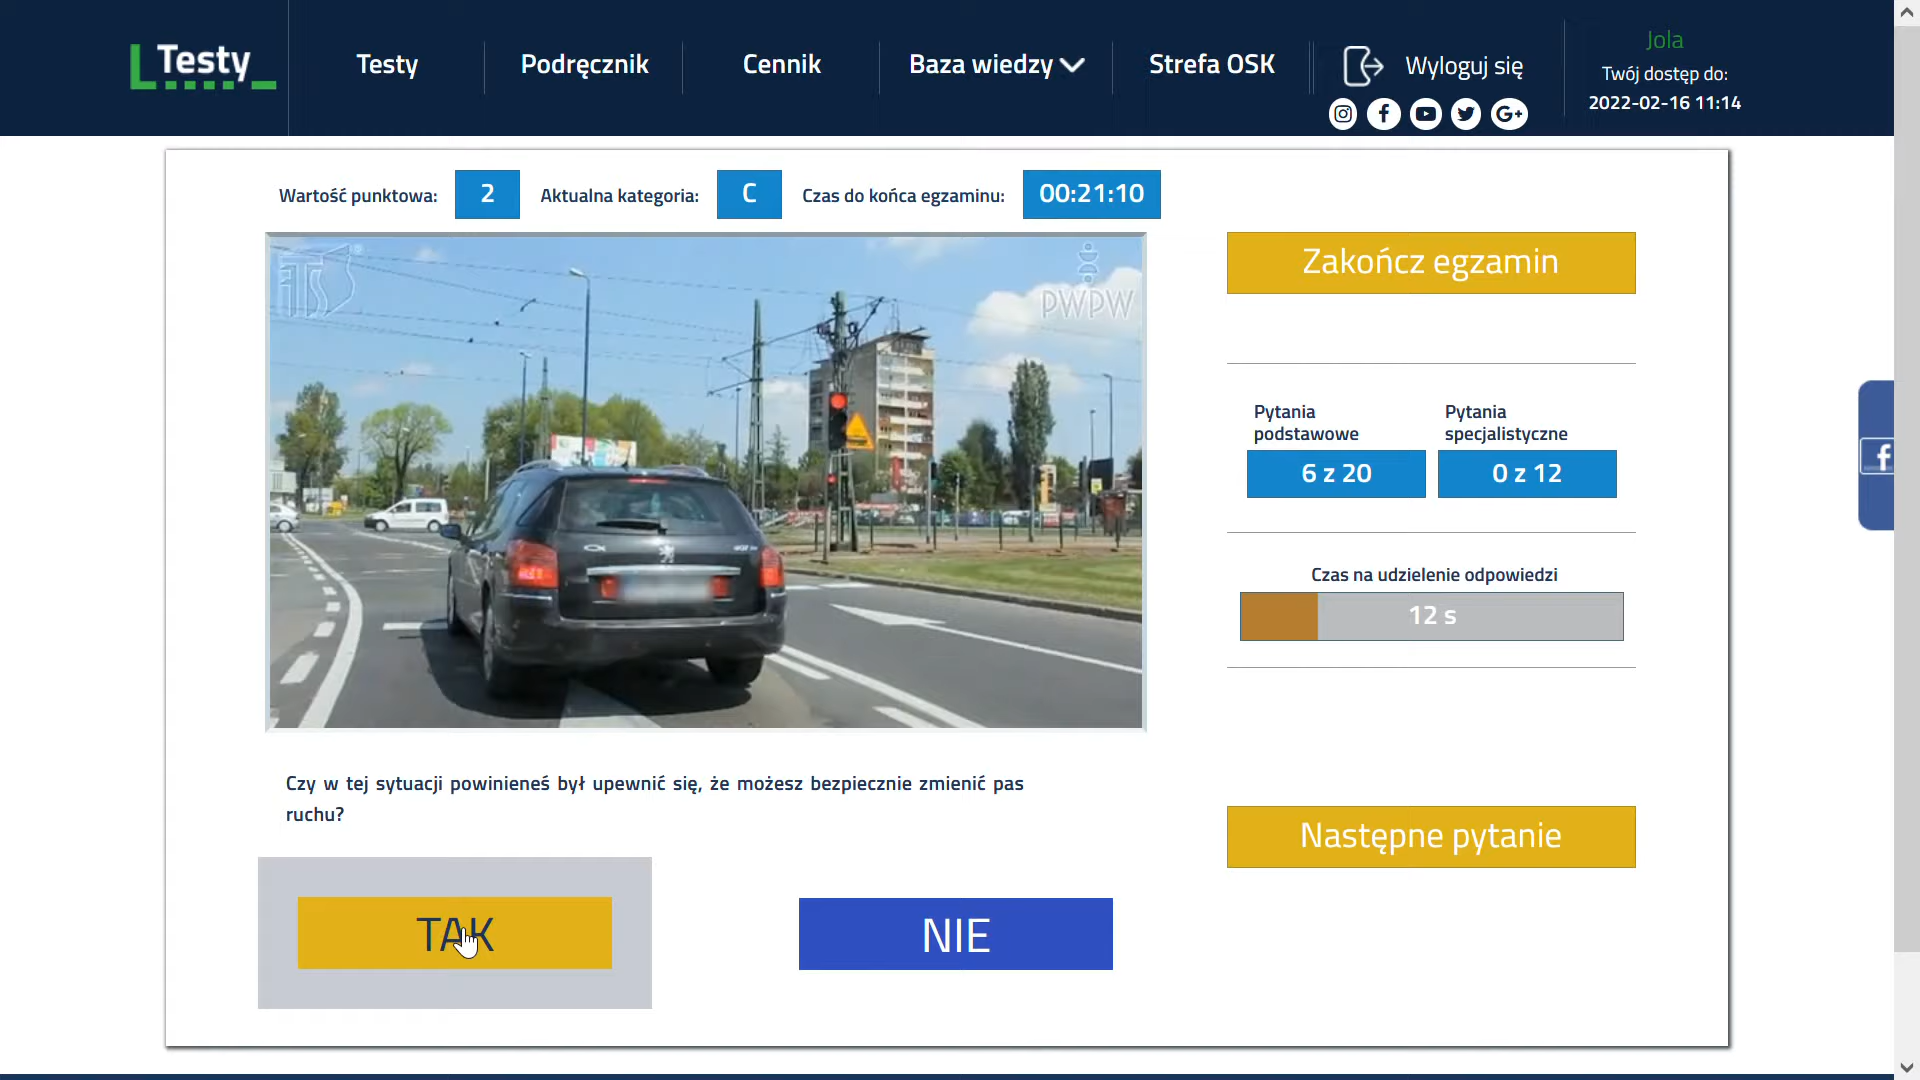 L Testy
Testy
Podręcznik
Cennik
Baza wiedzy
Strefa OSK
Wyloguj się
G+
Jola
Twój dostęp do:
2022-02-16 11:14
Wartość punktowa: 2
Aktualna kategoria: C
Czas do końca egzaminu: 00:21:10
ITS
PWPW
Zakończ egzamin
Pytania
podstawowe
6 z 20
Pytania
specjalistyczne
0 z 12
Czas na udzielenie odpowiedzi
12 s
Czy w tej sytuacji powinieneś był upewnić się, że możesz bezpiecznie zmienić pas
ruchu?
Następne pytanie
TAK
NIE